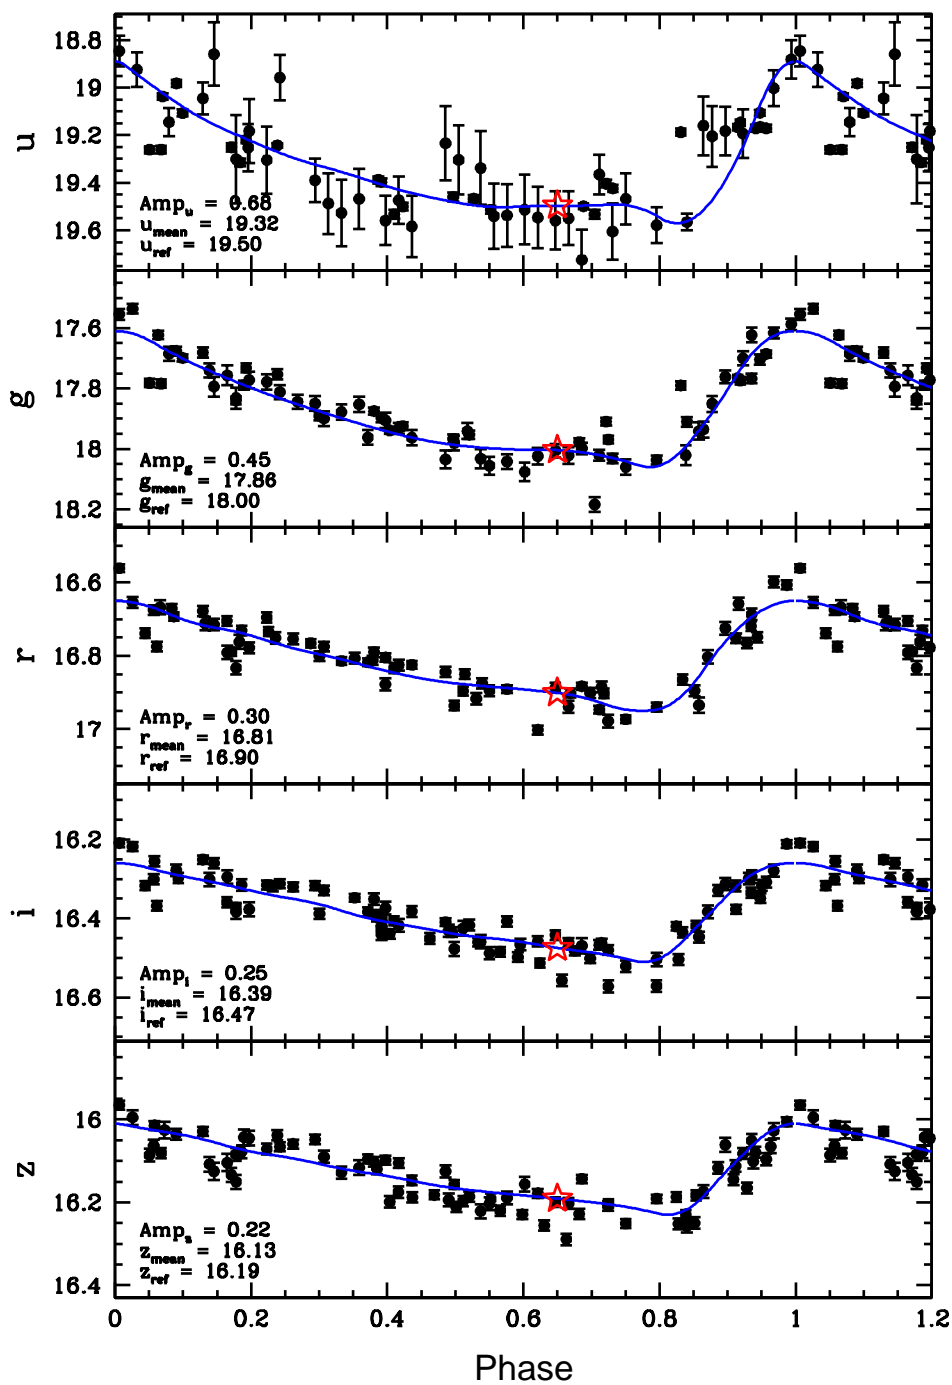 18.8
19
19.2
19.4
19.6
u
Amp_u = 0.68
u_mean = 19.32
u_ref = 19.50
17.6
17.8
18
18.2
g
Amp_g = 0.45
g_mean = 17.86
g_ref = 18.00
16.6
16.8
17
r
Amp_r = 0.30
r_mean = 16.81
r_ref = 16.90
16.2
16.4
16.6
i
Amp_i = 0.25
i_mean = 16.39
i_ref = 16.47
16
16.2
16.4
z
Amp_z = 0.22
z_mean = 16.13
z_ref = 16.19
0 0.2 0.4 0.6 0.8 1 1.2
Phase